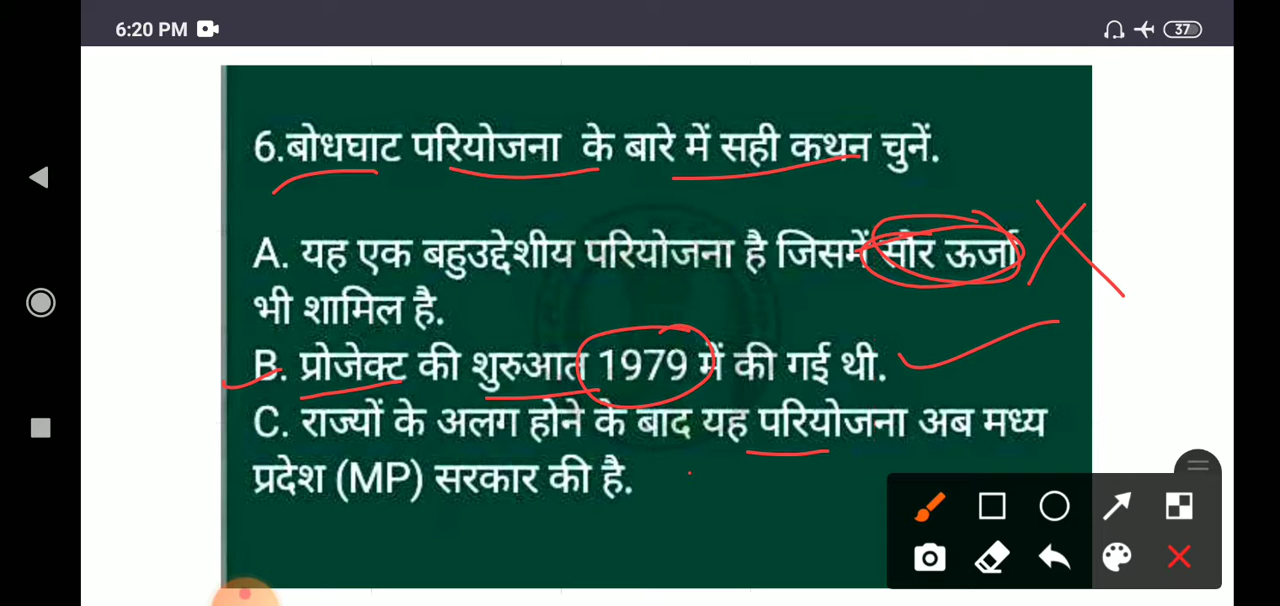 6:20 PM
37
6.बोधघाट परियोजना के बारे में सही कथन चुनें.
A. यह एक बहुउद्देशीय परियोजना है जिसमें सौर ऊर्जा
भी शामिल है.
B. प्रोजेक्ट की शुरुआत 1979 में की गई थी.
C. राज्यों के अलग होने के बाद यह परियोजना अब मध्य
प्रदेश (MP) सरकार की है.